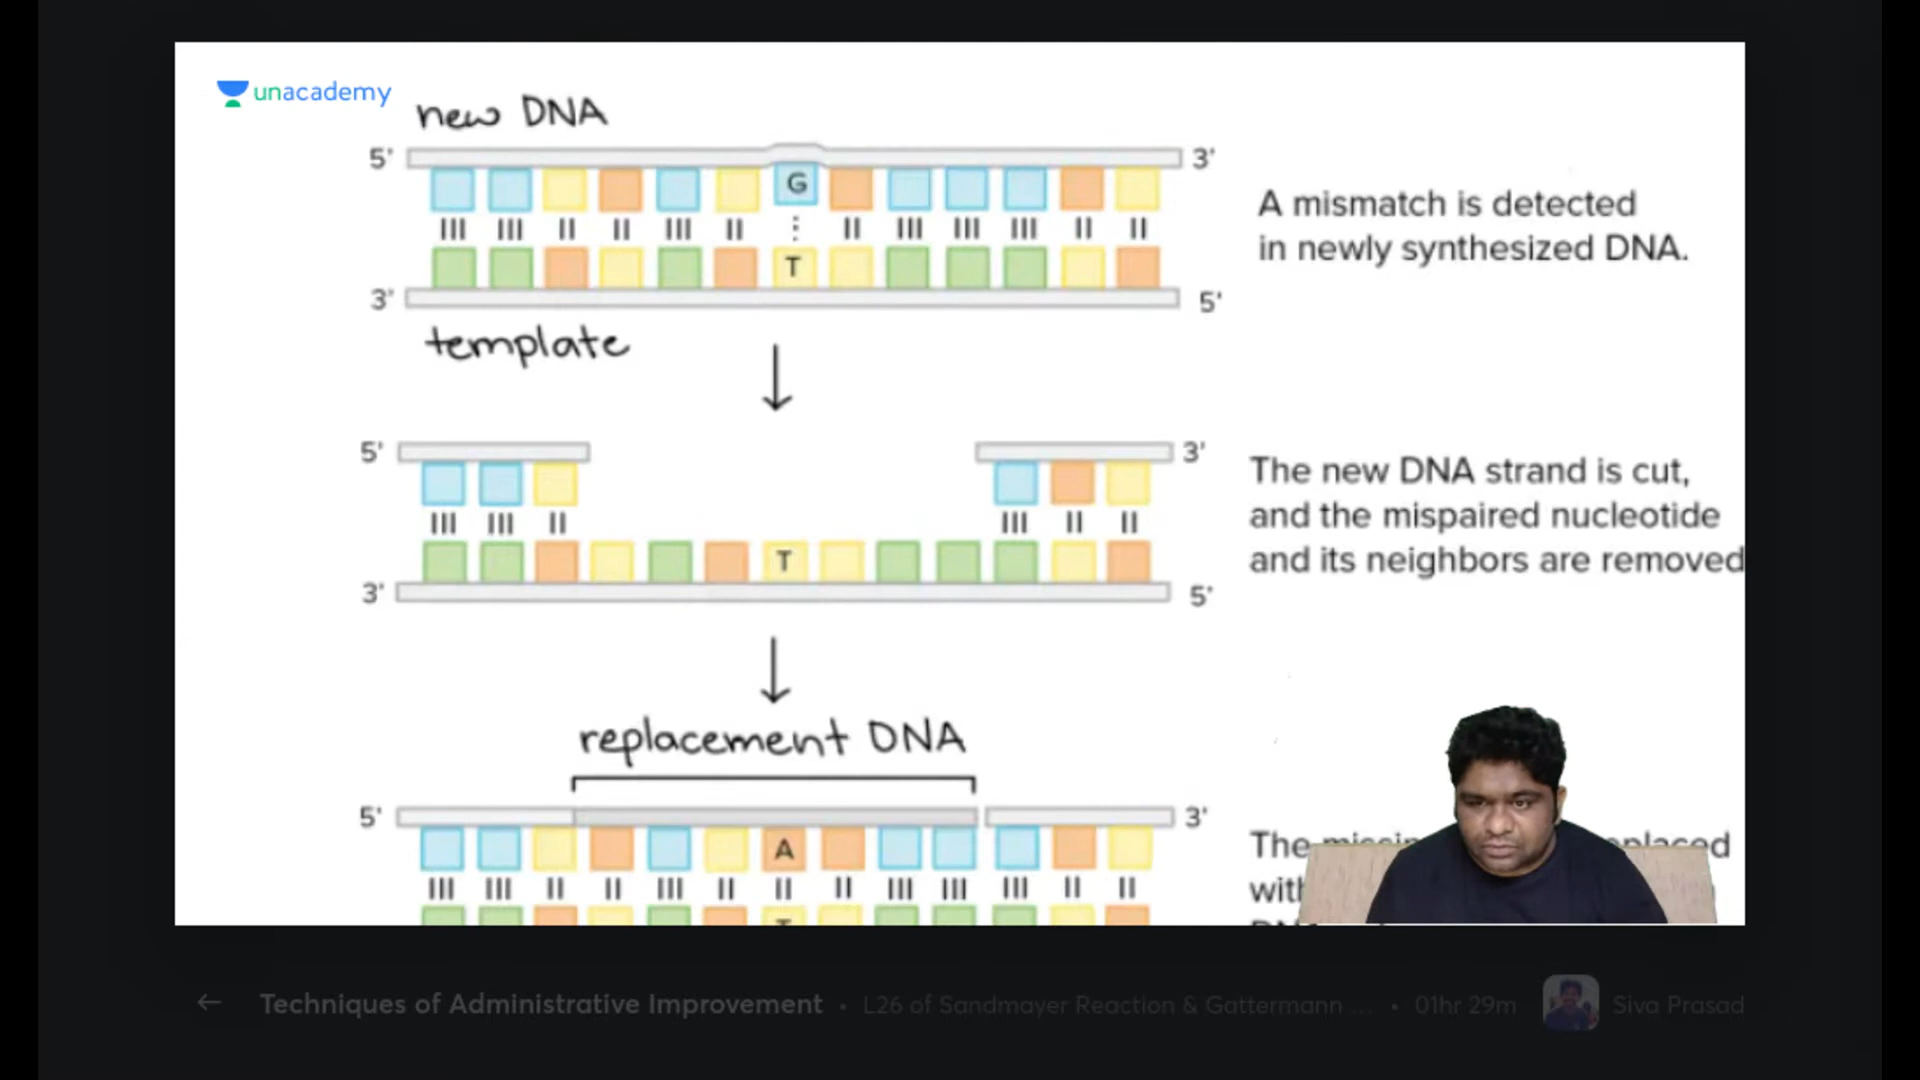 unacademy
new DNA
5' 3'
G
A mismatch is detected
in newly synthesized DNA.
T
3' 5'
template
5' 3'
The new DNA strand is cut,
and the mispaired nucleotide
and its neighbors are removed
T
3' 5'
replacement DNA
5' 3'
A
The
Techniques of Administrative Improvement • L26 of Sandmayer Reaction & Gattermann ... • 01hr 29m Siva Prasad